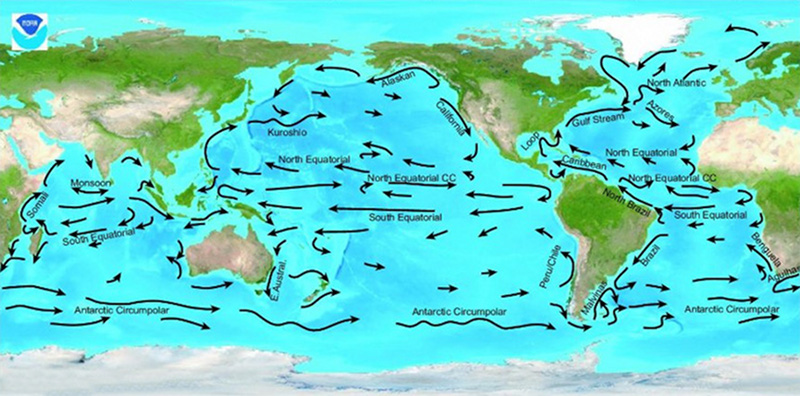 NOAA
Alaskan
North Atlantic
California
Azores
Kuroshio
Gulf Stream
Loop
North Equatorial
North Equatorial
Caribbean
Monsoon
North Equatorial CC
North Equatorial CC
Somali
North Brazil
South Equatorial
South Equatorial
South Equatorial
Brazil
Benguela
Peru/Chile
E.Austral.
Agulhas
Malvinas
Antarctic Circumpolar
Antarctic Circumpolar
Antarctic Circumpolar